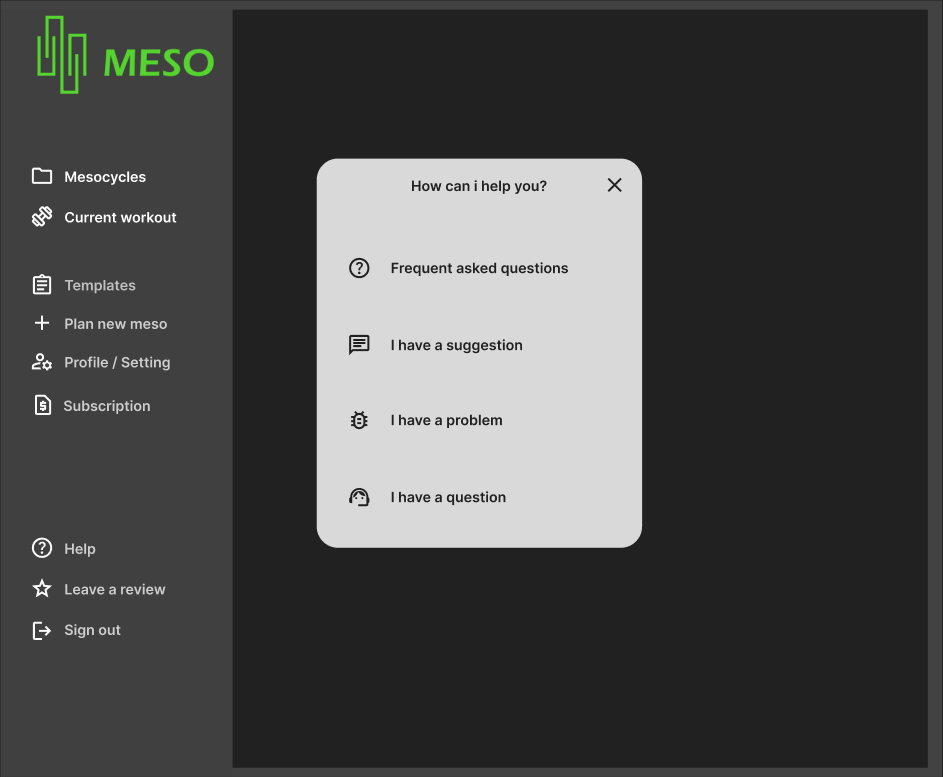 MESO
Mesocycles
Current workout
Templates
Plan new meso
Profile / Setting
Subscription
Help
Leave a review
Sign out
How can i help you?
Frequent asked questions
I have a suggestion
I have a problem
I have a question